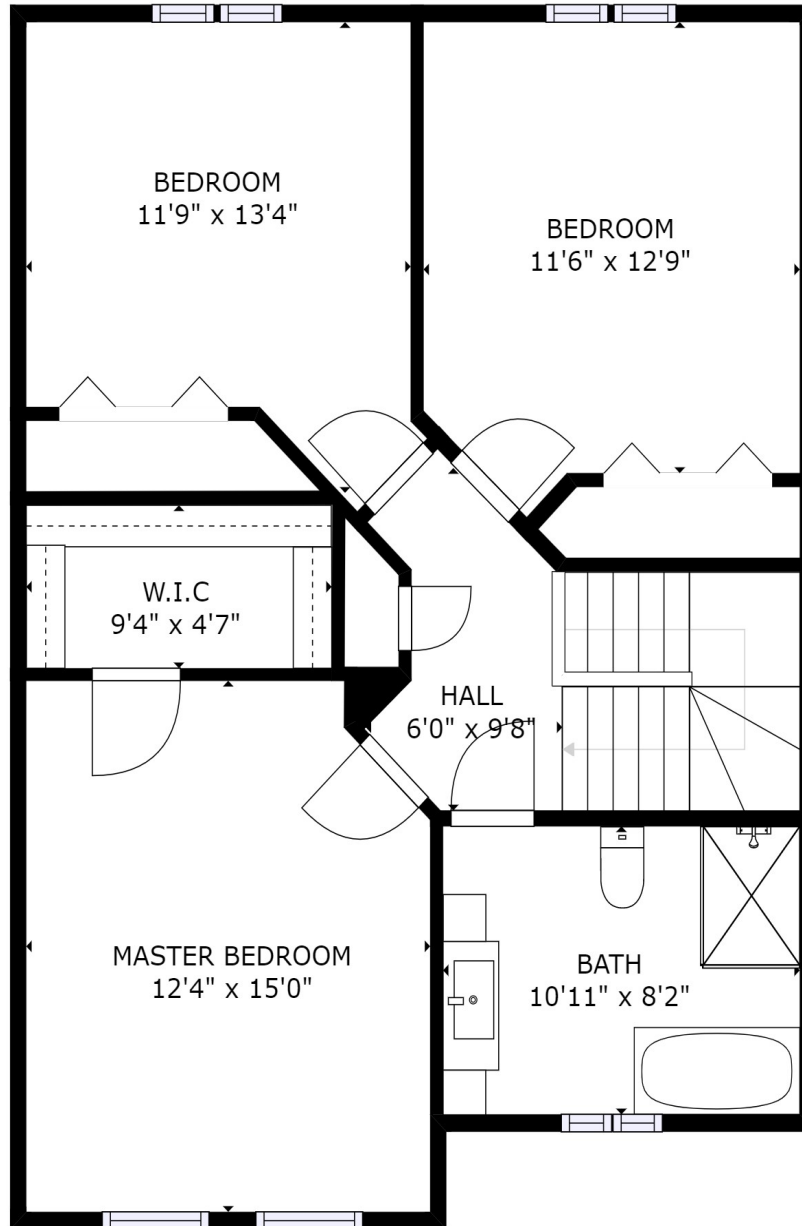 BEDROOM
11'9" x 13'4"
BEDROOM
11'6" x 12'9"
W.I.C
9'4" x 4'7"
HALL
6'0" x 9'8"
MASTER BEDROOM
12'4" x 15'0"
BATH
10'11" x 8'2"